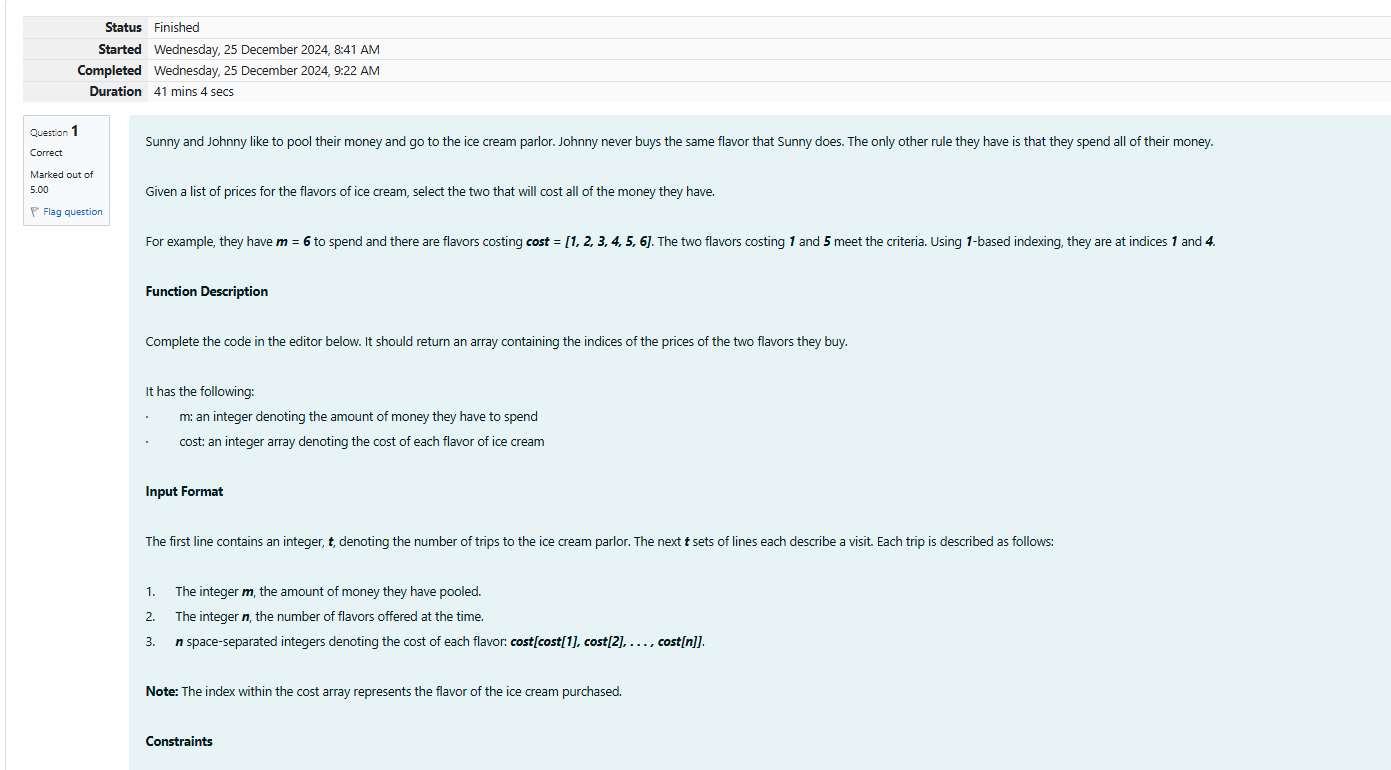 Status Finished
Started Wednesday, 25 December 2024, 8:41 AM
Completed Wednesday, 25 December 2024, 9:22 AM
Duration 41 mins 4 secs
Question 1
Correct
Marked out of
5.00
Flag question
Sunny and Johnny like to pool their money and go to the ice cream parlor. Johnny never buys the same flavor that Sunny does. The only other rule they have is that they spend all of their money.
Given a list of prices for the flavors of ice cream, select the two that will cost all of the money they have.
For example, they have m = 6 to spend and there are flavors costing cost = [1, 2, 3, 4, 5, 6]. The two flavors costing 1 and 5 meet the criteria. Using 1-based indexing, they are at indices 1 and 4.
Function Description
Complete the code in the editor below. It should return an array containing the indices of the prices of the two flavors they buy.
It has the following:
· m: an integer denoting the amount of money they have to spend
· cost: an integer array denoting the cost of each flavor of ice cream
Input Format
The first line contains an integer, t, denoting the number of trips to the ice cream parlor. The next t sets of lines each describe a visit. Each trip is described as follows:
1. The integer m, the amount of money they have pooled.
2. The integer n, the number of flavors offered at the time.
3. n space-separated integers denoting the cost of each flavor: cost[cost[1], cost[2], . . . , cost[n]].
Note: The index within the cost array represents the flavor of the ice cream purchased.
Constraints